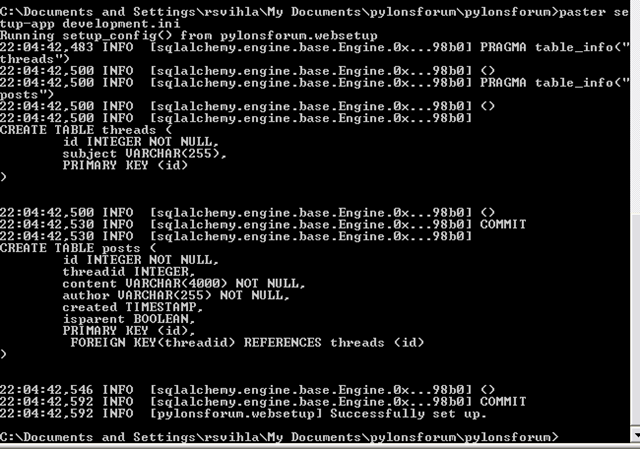 C:\Documents and Settings\rsvihla\My Documents\pylonsforum\pylonsforum>paster se
tup-app development.ini
Running setup_config() from pylonsforum.websetup
22:04:42,483 INFO  [sqlalchemy.engine.base.Engine.0x...98b0] PRAGMA table_info("
threads")
22:04:42,500 INFO  [sqlalchemy.engine.base.Engine.0x...98b0] ()
22:04:42,500 INFO  [sqlalchemy.engine.base.Engine.0x...98b0] PRAGMA table_info("
posts")
22:04:42,500 INFO  [sqlalchemy.engine.base.Engine.0x...98b0] ()
22:04:42,500 INFO  [sqlalchemy.engine.base.Engine.0x...98b0]
CREATE TABLE threads (
        id INTEGER NOT NULL,
        subject VARCHAR(255),
        PRIMARY KEY (id)
)
22:04:42,500 INFO  [sqlalchemy.engine.base.Engine.0x...98b0] ()
22:04:42,530 INFO  [sqlalchemy.engine.base.Engine.0x...98b0] COMMIT
22:04:42,530 INFO  [sqlalchemy.engine.base.Engine.0x...98b0]
CREATE TABLE posts (
        id INTEGER NOT NULL,
        threadid INTEGER,
        content VARCHAR(4000) NOT NULL,
        author VARCHAR(255) NOT NULL,
        created TIMESTAMP,
        isparent BOOLEAN,
        PRIMARY KEY (id),
         FOREIGN KEY(threadid) REFERENCES threads (id)
)
22:04:42,546 INFO  [sqlalchemy.engine.base.Engine.0x...98b0] ()
22:04:42,592 INFO  [sqlalchemy.engine.base.Engine.0x...98b0] COMMIT
22:04:42,592 INFO  [pylonsforum.websetup] Successfully set up.
C:\Documents and Settings\rsvihla\My Documents\pylonsforum\pylonsforum>